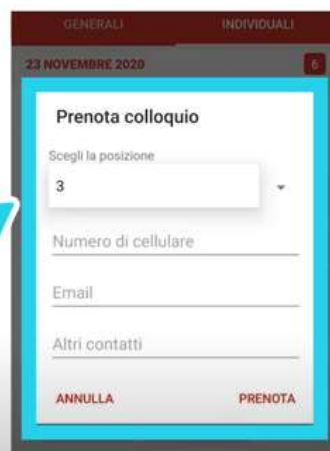 GENERALI INDIVIDUALI
23 NOVEMBRE 2020 6
Prenota colloquio
Scegli la posizione
3
Numero di cellulare
Email
Altri contatti
ANNULLA PRENOTA